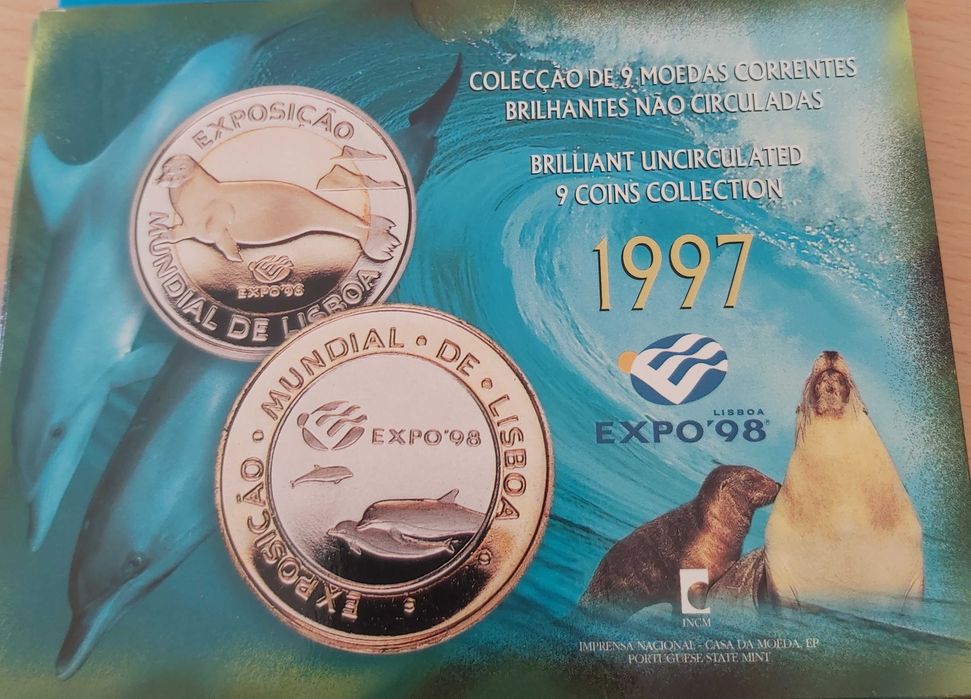 COLECÇÃO DE 9 MOEDAS CORRENTES
BRILHANTES NÃO CIRCULADAS
BRILLIANT UNCIRCULATED
9 COINS COLLECTION
1997
LISBOA
EXPO'98
EXPOSIÇÃO
MUNDIAL DE LISBOA
EXPO'98
EXPOSIÇÃO • MUNDIAL • DE • LISBOA
EXPO'98
INCM
IMPRENSA NACIONAL - CASA DA MOEDA, EP
PORTUGUESE STATE MINT